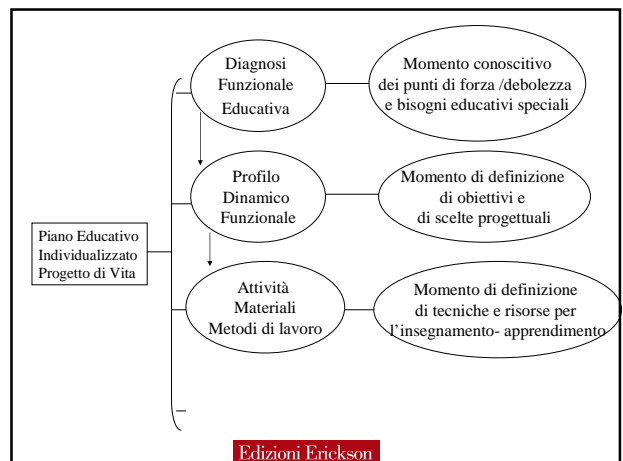 Diagnosi
Funzionale
Educativa
Momento conoscitivo
dei punti di forza /debolezza
e bisogni educativi speciali
Profilo
Dinamico
Funzionale
Momento di definizione
di obiettivi e
di scelte progettuali
Piano Educativo
Individualizzato
Progetto di Vita
Attività
Materiali
Metodi di lavoro
Momento di definizione
di tecniche e risorse per
l'insegnamento- apprendimento
Edizioni Erickson